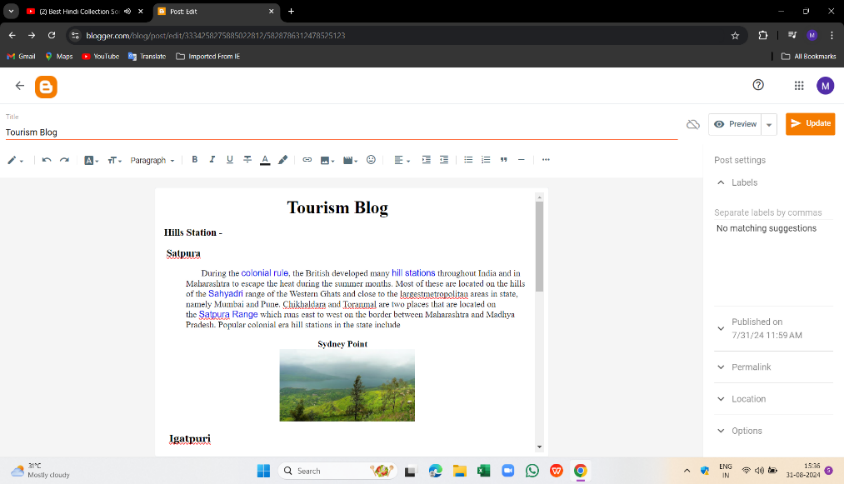 (2) Best Hindi Collection Se
Post: Edit
blogger.com/blog/post/edit/3334258275885022812/5828786312478525123
Gmail
Maps
YouTube
Translate
Imported From IE
All Bookmarks
M
M
Title
Tourism Blog
Preview
Update
Paragraph
B I U T A
Post settings
Labels
Separate labels by commas
No matching suggestions
Published on
7/31/24 11:59 AM
Permalink
Location
Options
Tourism Blog
Hills Station -
Satpura
During the colonial rule, the British developed many hill stations throughout India and in
Maharashtra to escape the heat during the summer months. Most of these are located on the hills
of the Sahyadri range of the Western Ghats and close to the largestmetropolitan areas in state,
namely Mumbai and Pune. Chikhaldara and Toranmal are two places that are located on
the Satpura Range which runs east to west on the border between Maharashtra and Madhya
Pradesh. Popular colonial era hill stations in the state include
Sydney Point
Igatpuri
31°C
Mostly cloudy
Search
ENG
IN
15:36
31-08-2024